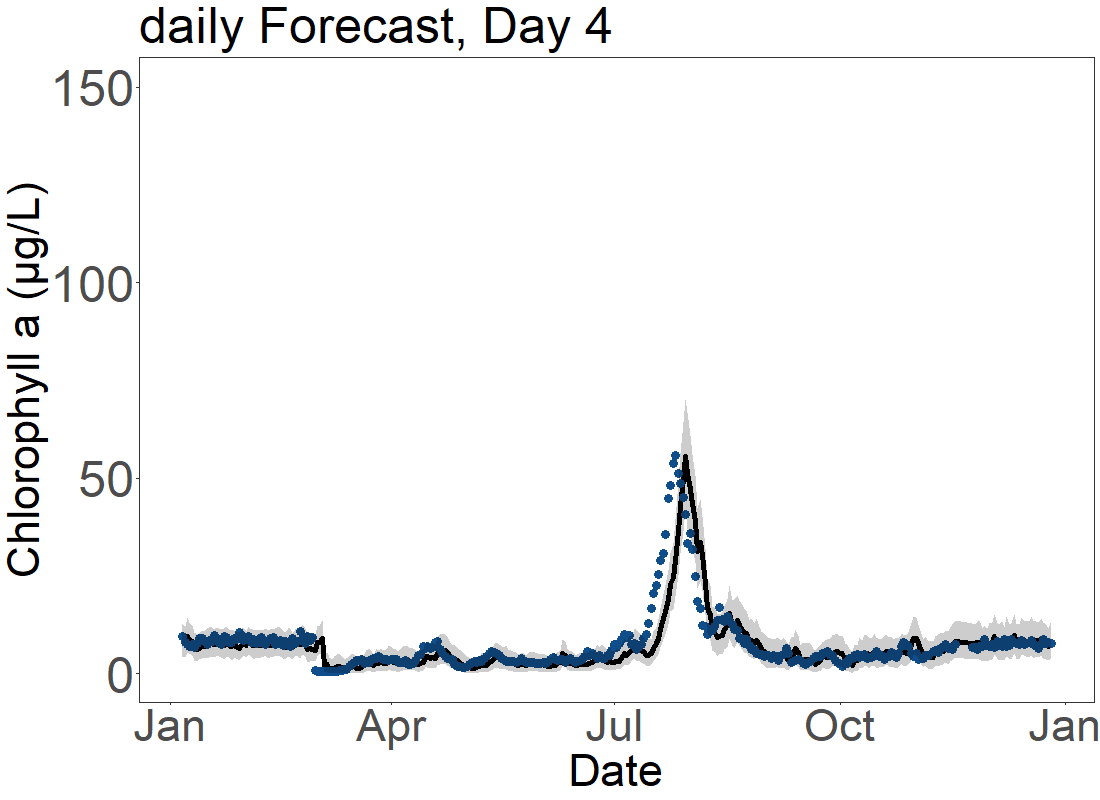 daily Forecast, Day 4
150
100
50
0
Chlorophyll a (µg/L)
Jan Apr Jul Oct Jan
Date